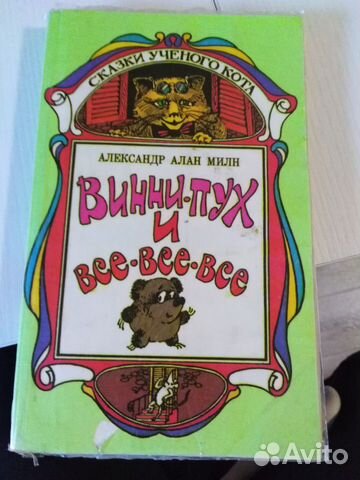 СКАЗКИ УЧЕНОГО КОТА
АЛЕКСАНДР АЛАН МИЛН
ВИННИ-ПУХ
И
ВСЕ-ВСЕ-ВСЕ
Avito